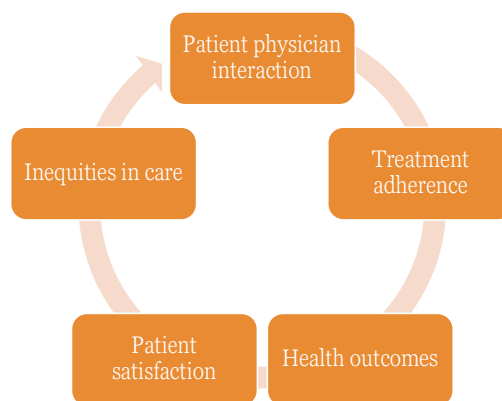 Patient physician
interaction
Treatment
adherence
Health outcomes
Patient
satisfaction
Inequities in care